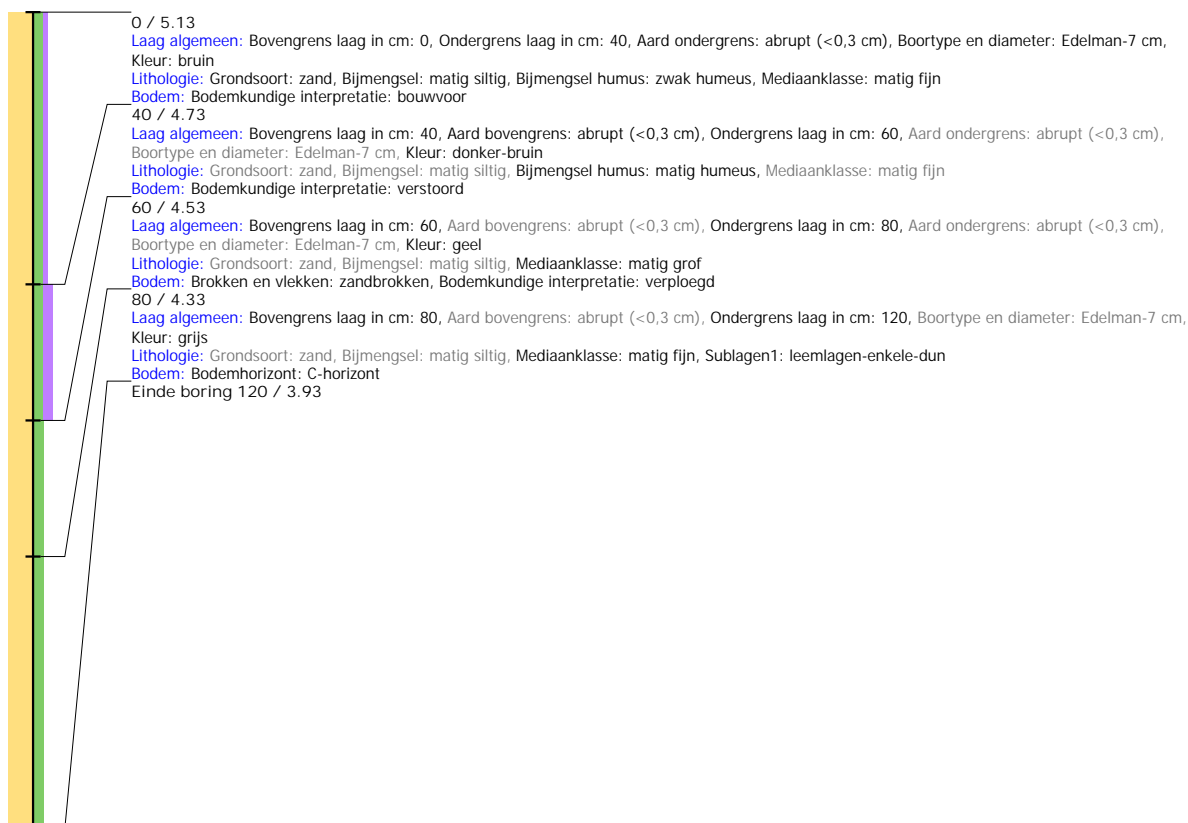 0 / 5.13
Laag algemeen: Bovengrens laag in cm: 0, Ondergrens laag in cm: 40, Aard ondergrens: abrupt (<0,3 cm), Boortype en diameter: Edelman-7 cm,
Kleur: bruin
Lithologie: Grondsoort: zand, Bijmengsel: matig siltig, Bijmengsel humus: zwak humeus, Mediaanklasse: matig fijn
Bodem: Bodemkundige interpretatie: bouwvoor
40 / 4.73
Laag algemeen: Bovengrens laag in cm: 40, Aard bovengrens: abrupt (<0,3 cm), Ondergrens laag in cm: 60, Aard ondergrens: abrupt (<0,3 cm),
Boortype en diameter: Edelman-7 cm, Kleur: donker-bruin
Lithologie: Grondsoort: zand, Bijmengsel: matig siltig, Bijmengsel humus: matig humeus, Mediaanklasse: matig fijn
Bodem: Bodemkundige interpretatie: verstoord
60 / 4.53
Laag algemeen: Bovengrens laag in cm: 60, Aard bovengrens: abrupt (<0,3 cm), Ondergrens laag in cm: 80, Aard ondergrens: abrupt (<0,3 cm),
Boortype en diameter: Edelman-7 cm, Kleur: geel
Lithologie: Grondsoort: zand, Bijmengsel: matig siltig, Mediaanklasse: matig grof
Bodem: Brokken en vlekken: zandbrokken, Bodemkundige interpretatie: verploegd
80 / 4.33
Laag algemeen: Bovengrens laag in cm: 80, Aard bovengrens: abrupt (<0,3 cm), Ondergrens laag in cm: 120, Boortype en diameter: Edelman-7 cm,
Kleur: grijs
Lithologie: Grondsoort: zand, Bijmengsel: matig siltig, Mediaanklasse: matig fijn, Sublagen1: leemlagen-enkele-dun
Bodem: Bodemhorizont: C-horizont
Einde boring 120 / 3.93